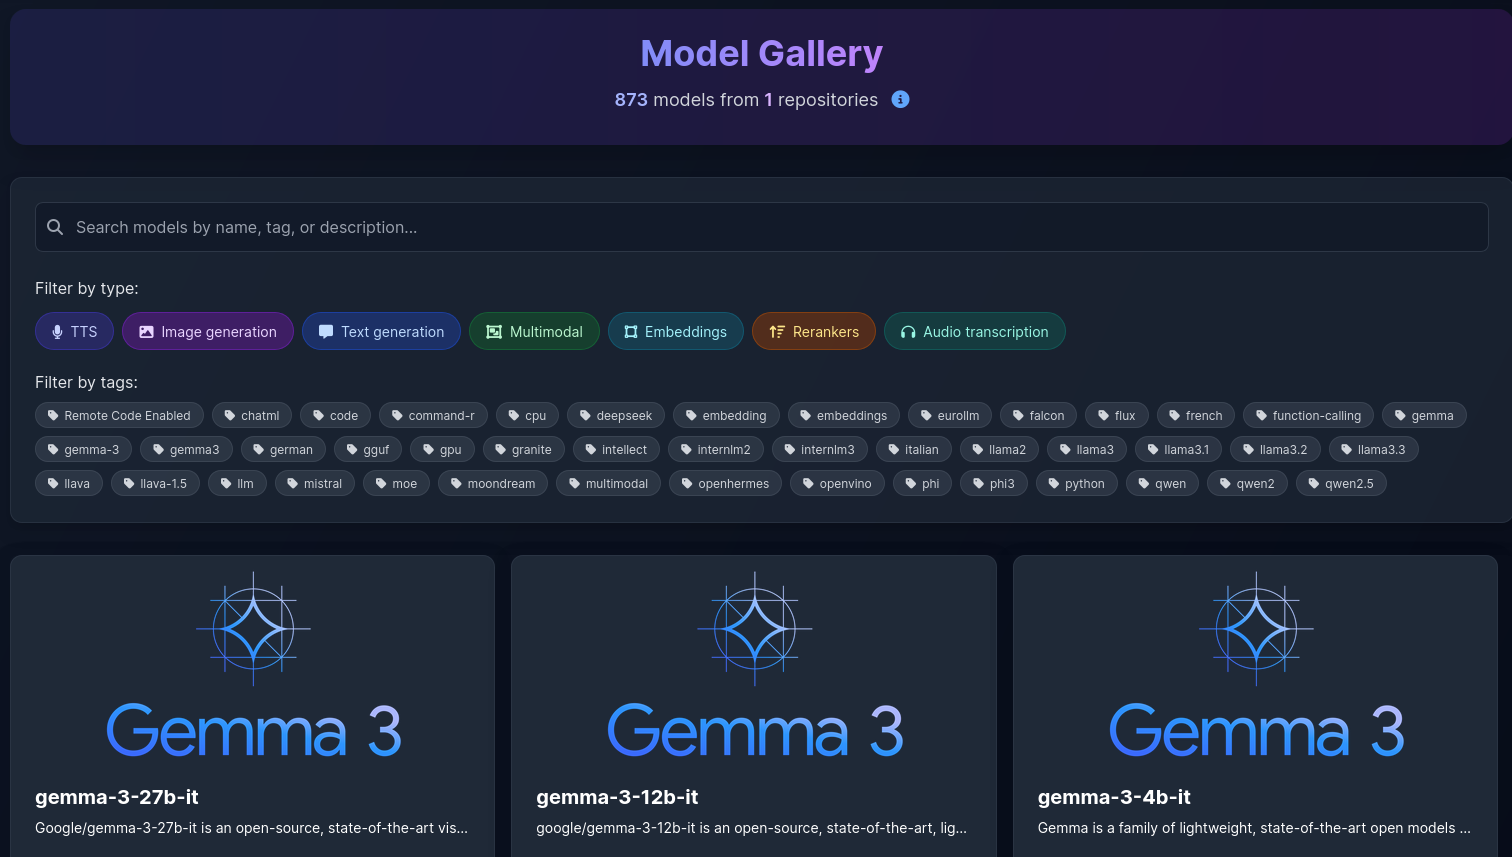 Model Gallery
873 models from 1 repositories
Search models by name, tag, or description...
Filter by type:
TTS Image generation Text generation Multimodal Embeddings Rerankers Audio transcription
Filter by tags:
Remote Code Enabled chatml code command-r cpu deepseek embedding embeddings eurollm falcon flux french function-calling gemma
gemma-3 gemma3 german gguf gpu granite intellect internlm2 internlm3 italian llama2 llama3 llama3.1 llama3.2 llama3.3
llava llava-1.5 llm mistral moe moondream multimodal openhermes openvino phi phi3 python qwen qwen2 qwen2.5
Gemma 3 Gemma 3 Gemma 3
gemma-3-27b-it gemma-3-12b-it gemma-3-4b-it
Google/gemma-3-27b-it is an open-source, state-of-the-art vis... google/gemma-3-12b-it is an open-source, state-of-the-art, lig... Gemma is a family of lightweight, state-of-the-art open models ...